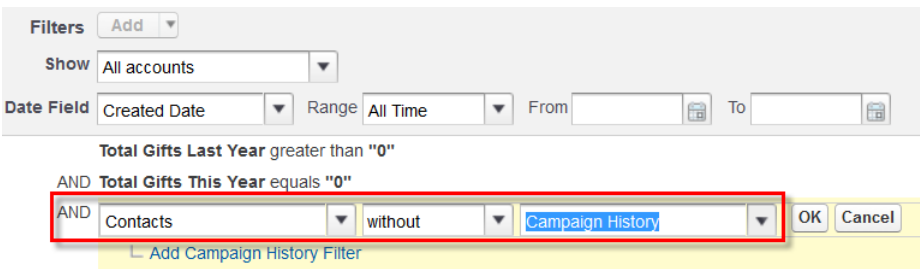 Filters Add
Show All accounts
Date Field Created Date Range All Time From To
Total Gifts Last Year greater than "0"
AND Total Gifts This Year equals "0"
AND Contacts without Campaign History OK Cancel
Add Campaign History Filter